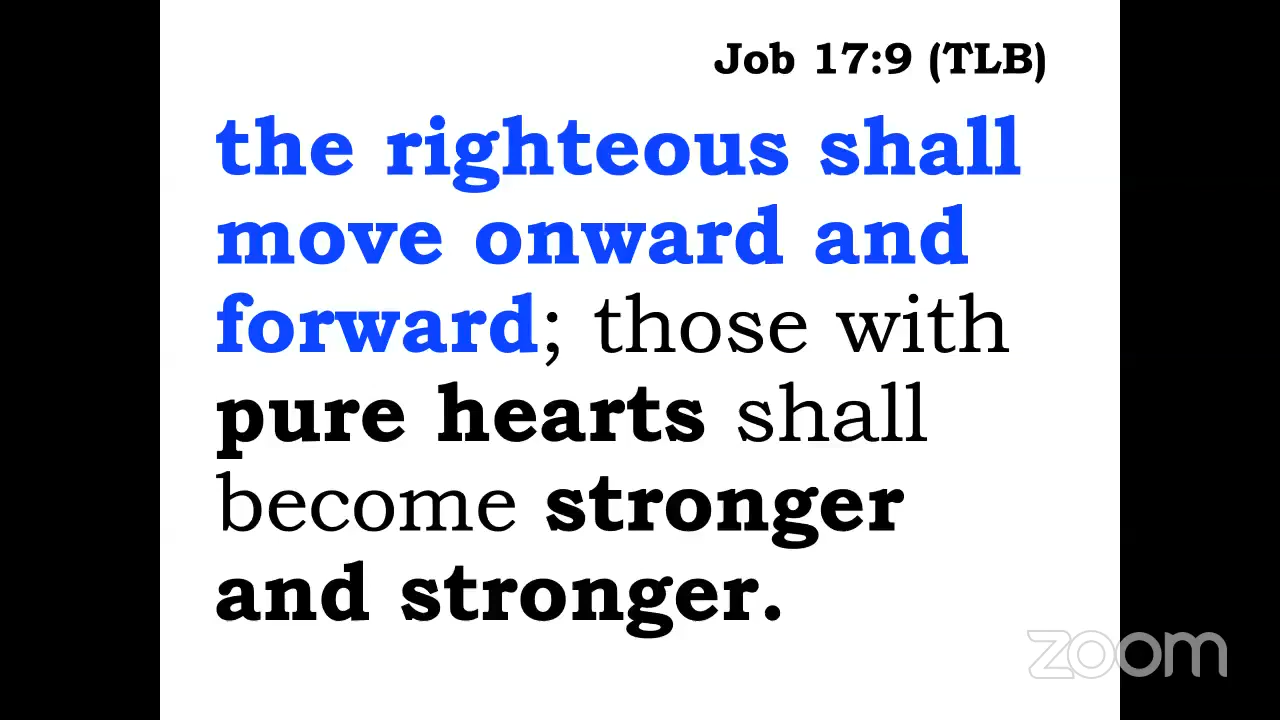 Job 17:9 (TLB)
the righteous shall
move onward and
forward; those with
pure hearts shall
become stronger
and stronger.
zoom